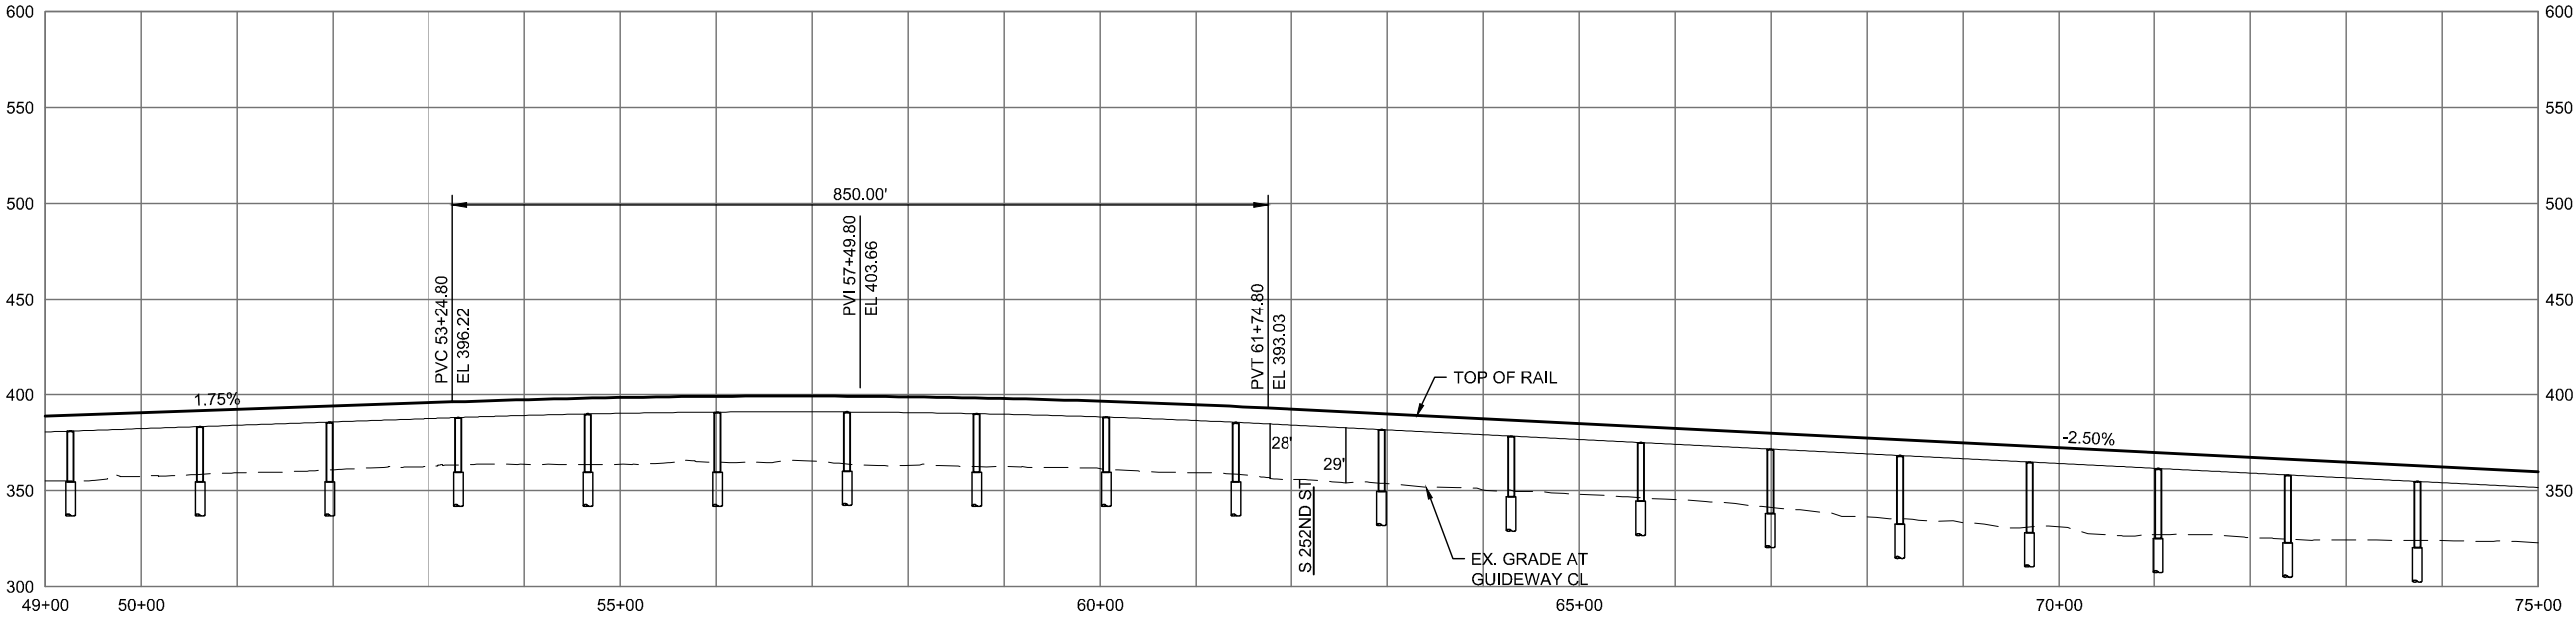 600
600
550
550
500
500
450
450
400
400
350
350
300
850.00'
PVC 53+24.80
EL 396.22
PVI 57+49.80
EL 403.66
PVT 61+74.80
EL 393.03
1.75%
TOP OF RAIL
-2.50%
28'
29'
S 252ND ST
EX. GRADE AT
GUIDEWAY CL
49+00
50+00
55+00
60+00
65+00
70+00
75+00